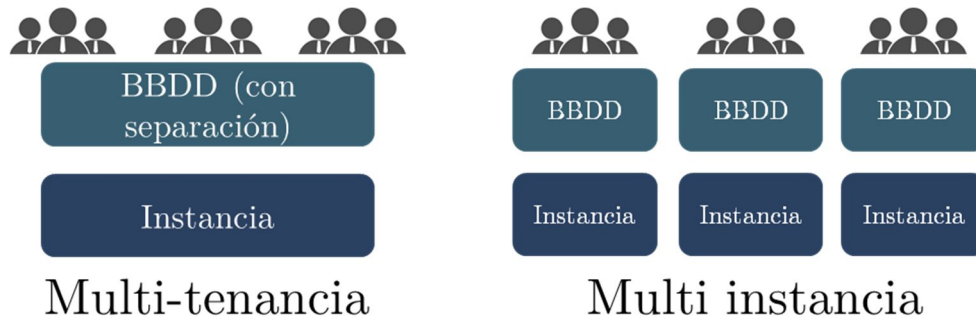 BBDD (con
separación)
Instancia
Multi-tenancia
BBDD
BBDD
BBDD
Instancia
Instancia
Instancia
Multi instancia